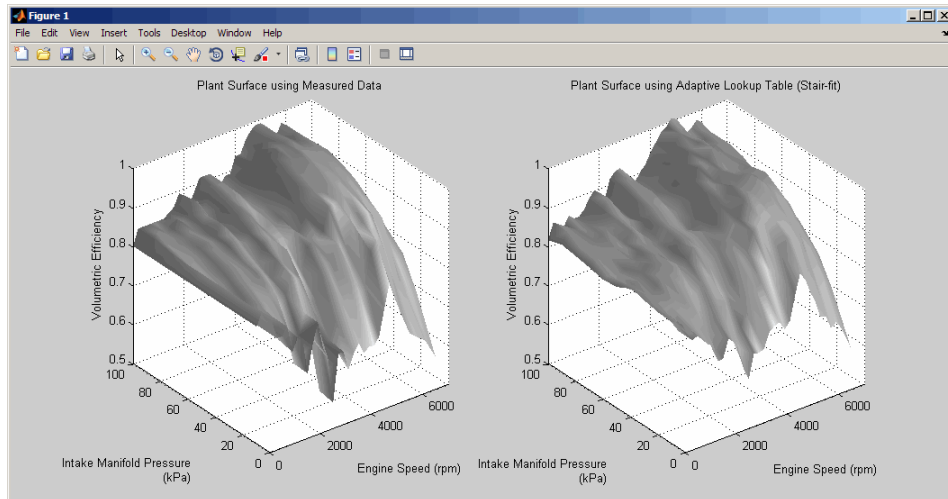 Figure 1
File Edit View Insert Tools Desktop Window Help
Plant Surface using Measured Data
1
0.9
0.8
0.7
0.6
0.5
Volumetric Efficiency
100
80
60
40
20
0
0
2000
4000
6000
Intake Manifold Pressure
(kPa)
Engine Speed (rpm)
Plant Surface using Adaptive Lookup Table (Stair-fit)
1
0.9
0.8
0.7
0.6
0.5
Volumetric Efficiency
100
80
60
40
20
0
0
2000
4000
6000
Intake Manifold Pressure
(kPa)
Engine Speed (rpm)